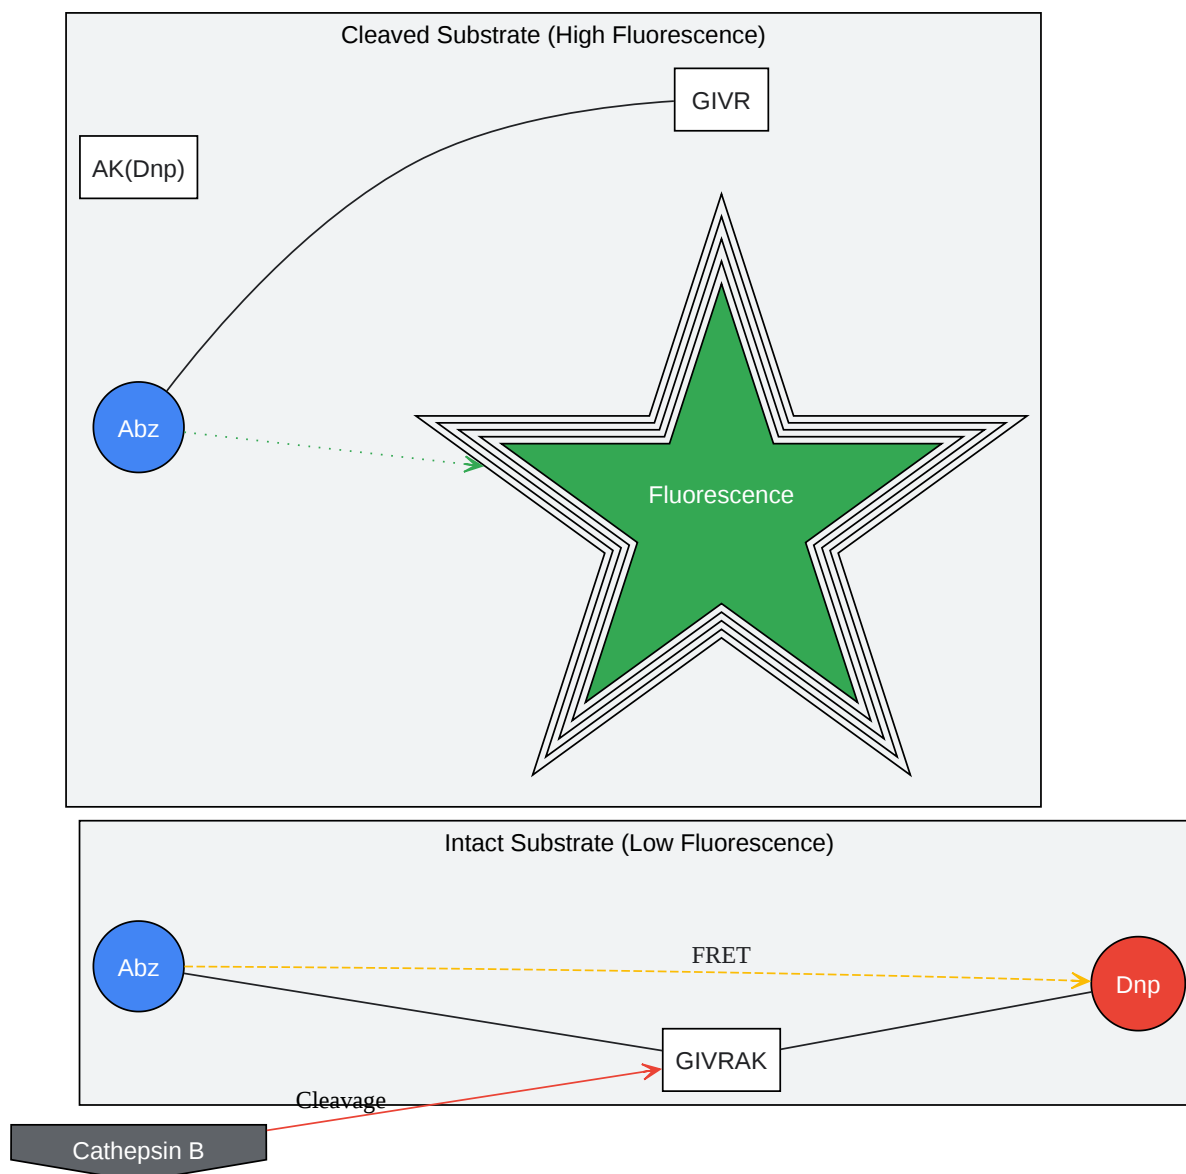 Cleaved Substrate (High Fluorescence)
GIVR
AK(Dnp)
Abz
Fluorescence
Intact Substrate (Low Fluorescence)
FRET
Abz
Dnp
GIVRAK
Cleavage
Cathepsin B